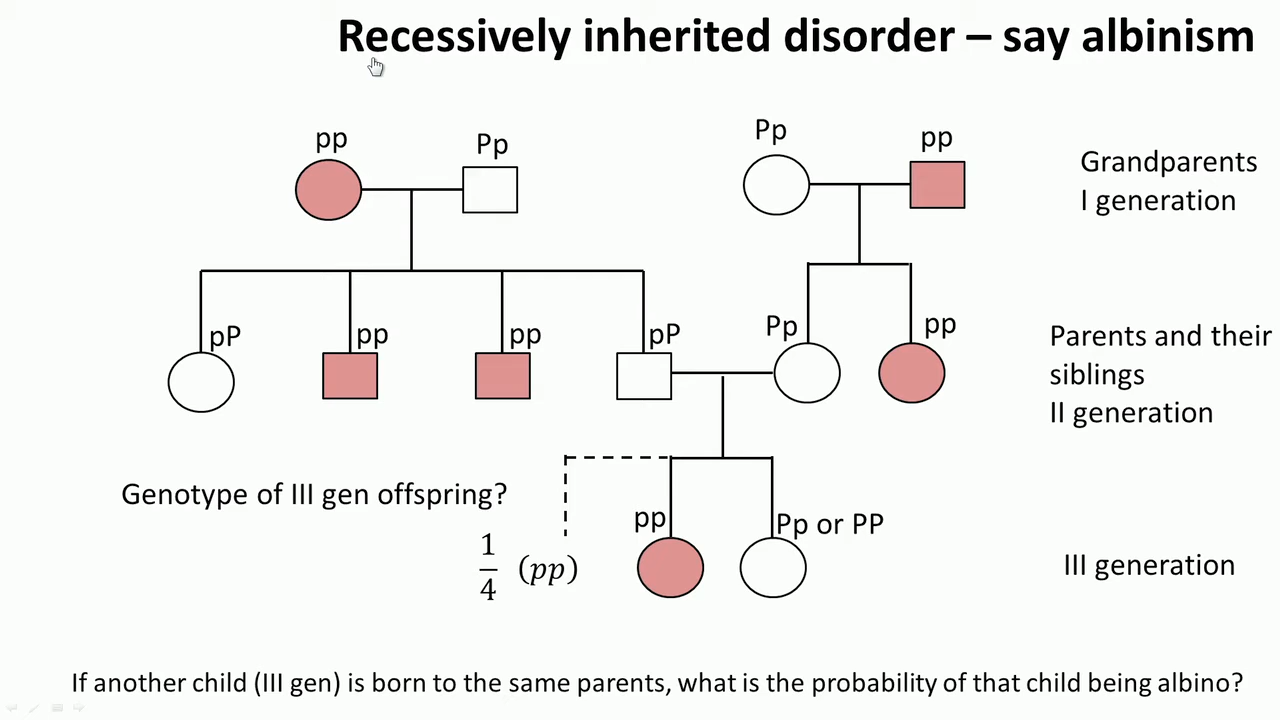 Recessively inherited disorder – say albinism
pp
Pp
Pp
pp
Grandparents
I generation
pP
pp
pp
pP
Pp
pp
Parents and their
siblings
II generation
Genotype of III gen offspring?
1
4
(pp)
pp
Pp or PP
III generation
If another child (III gen) is born to the same parents, what is the probability of that child being albino?